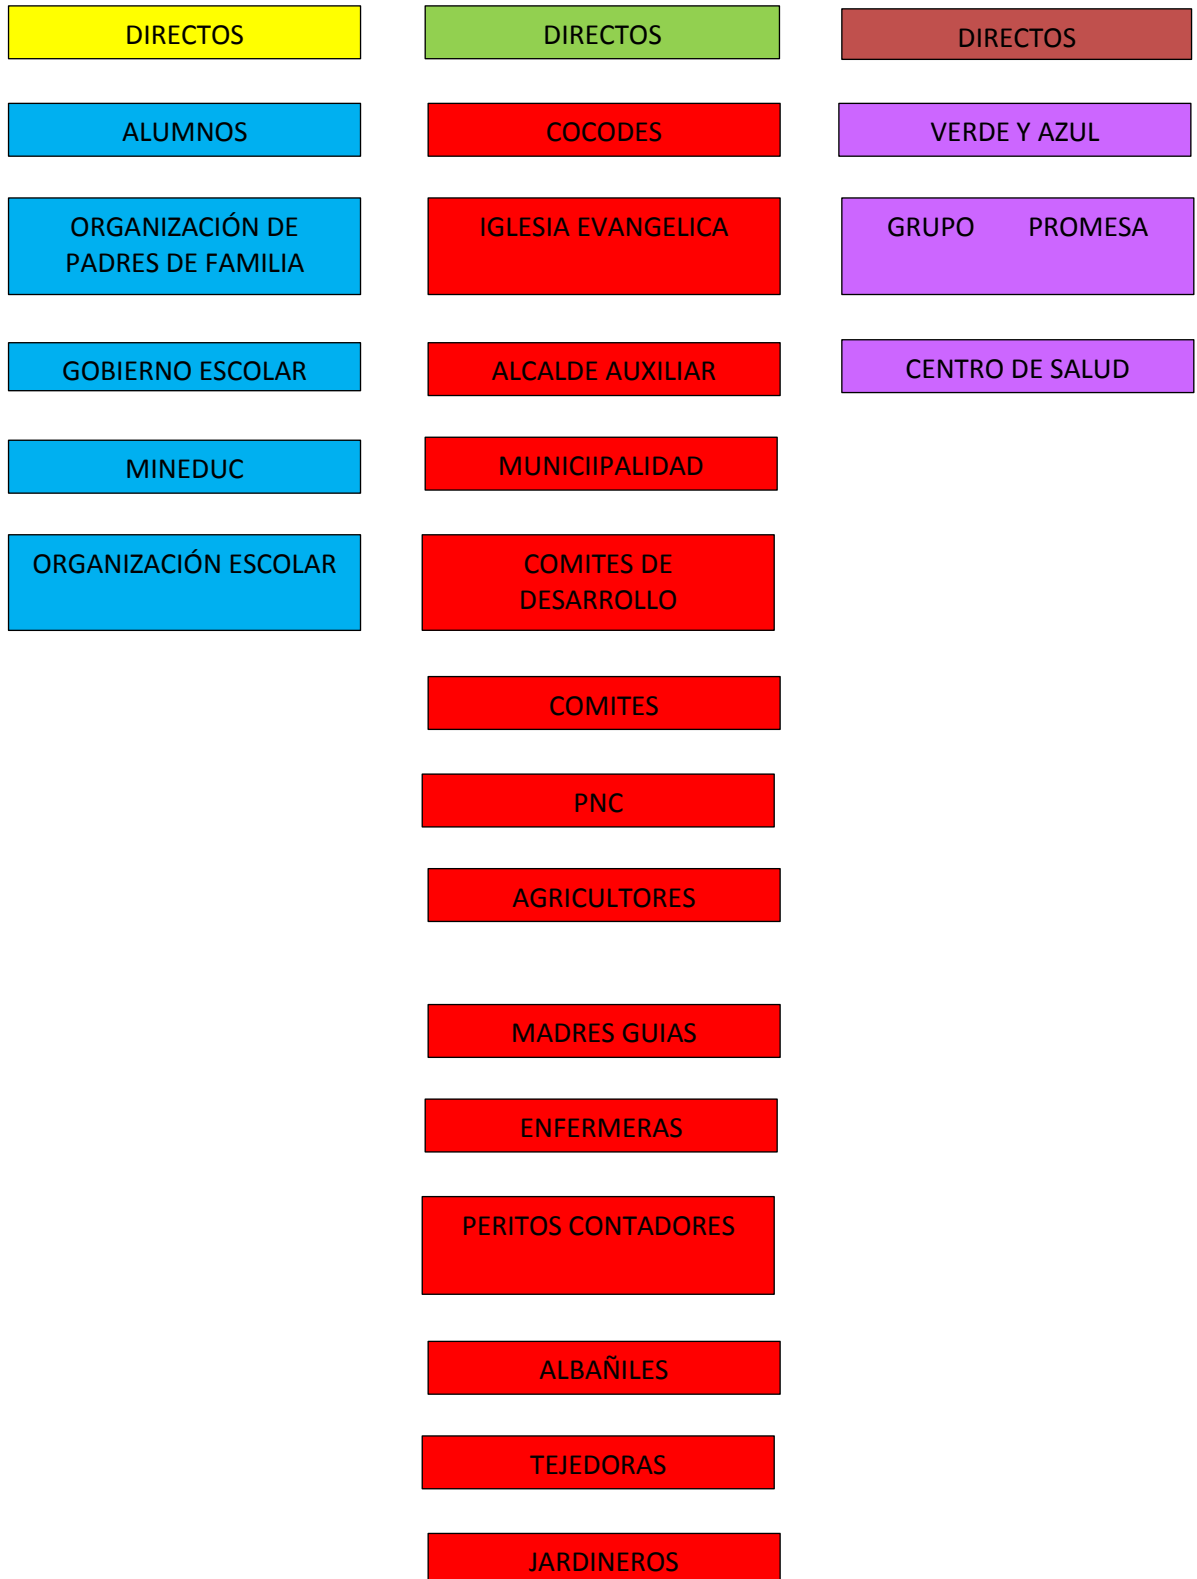 DIRECTOS
ALUMNOS
ORGANIZACIÓN DE
PADRES DE FAMILIA
GOBIERNO ESCOLAR
MINEDUC
ORGANIZACIÓN ESCOLAR
DIRECTOS
COCODES
IGLESIA EVANGELICA
ALCALDE AUXILIAR
MUNICIIPALIDAD
COMITES DE
DESARROLLO
COMITES
PNC
AGRICULTORES
MADRES GUIAS
ENFERMERAS
PERITOS CONTADORES
ALBAÑILES
TEJEDORAS
JARDINEROS
DIRECTOS
VERDE Y AZUL
GRUPO PROMESA
CENTRO DE SALUD